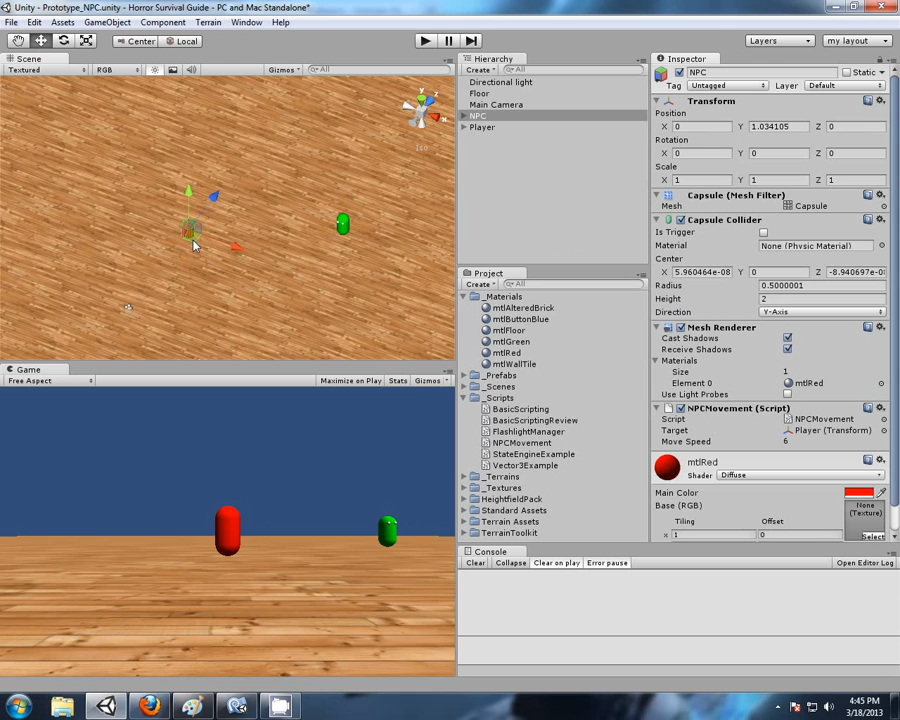 Unity - Prototype_NPC.unity - Horror Survival Guide - PC and Mac Standalone*
File Edit Assets GameObject Component Terrain Window Help
Center Local Layers my layout
Scene
Textured RGB Gizmos All
y
z
x
Iso
Game
Free Aspect Maximize on Play Stats Gizmos
Hierarchy
Create All
Directional light
Floor
Main Camera
NPC
Player
Project
Create All
_Materials
mtlAlteredBrick
mtlButtonBlue
mtlFloor
mtlGreen
mtlRed
mtlWallTile
_Prefabs
_Scenes
_Scripts
BasicScripting
BasicScriptingReview
FlashlightManager
NPCMovement
StateEngineExample
Vector3Example
_Terrains
_Textures
HeightfieldPack
Standard Assets
Terrain Assets
TerrainToolkit
Console
Clear Collapse Clear on play Error pause Open Editor Log
Inspector
NPC Static
Tag Untagged Layer Default
Transform
Position
X 0 Y 1.034105 Z 0
Rotation
X 0 Y 0 Z 0
Scale
X 1 Y 1 Z 1
Capsule (Mesh Filter)
Mesh Capsule
Capsule Collider
Is Trigger
Material None (Physic Material)
Center
X 5.960464e-08 Y 0 Z -8.940697e-0
Radius 0.5000001
Height 2
Direction Y-Axis
Mesh Renderer
Cast Shadows
Receive Shadows
Materials
Size 1
Element 0 mtlRed
Use Light Probes
NPCMovement (Script)
Script NPCMovement
Target Player (Transform)
Move Speed 6
mtlRed
Shader Diffuse
Main Color
Base (RGB) None (Texture)
Tiling Offset
x 1 0
Select
4:45 PM
3/18/2013